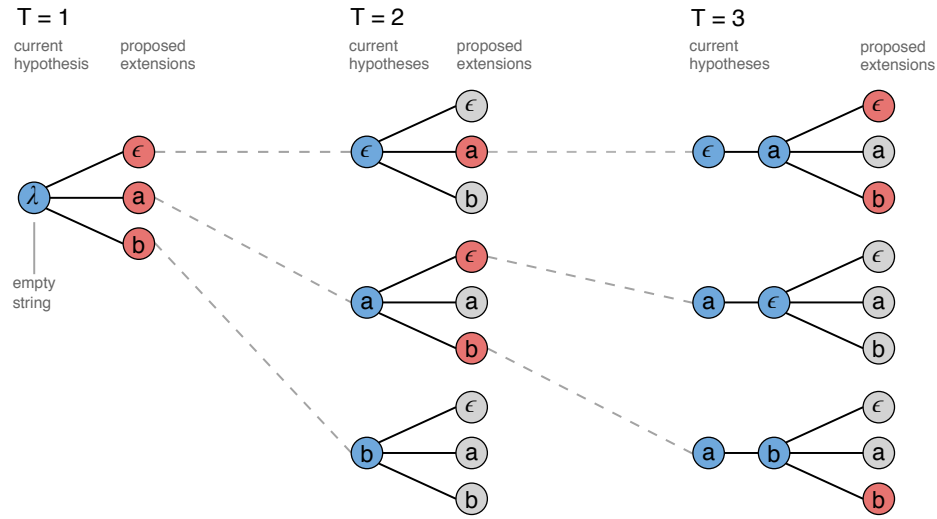 T = 1
current
hypothesis
proposed
extensions
λ
ϵ
a
b
empty
string
T = 2
current
hypotheses
proposed
extensions
ϵ
ϵ
a
b
a
ϵ
a
b
b
ϵ
a
b
T = 3
current
hypotheses
proposed
extensions
ϵ
a
ϵ
a
b
a
ϵ
ϵ
a
b
a
b
ϵ
a
b